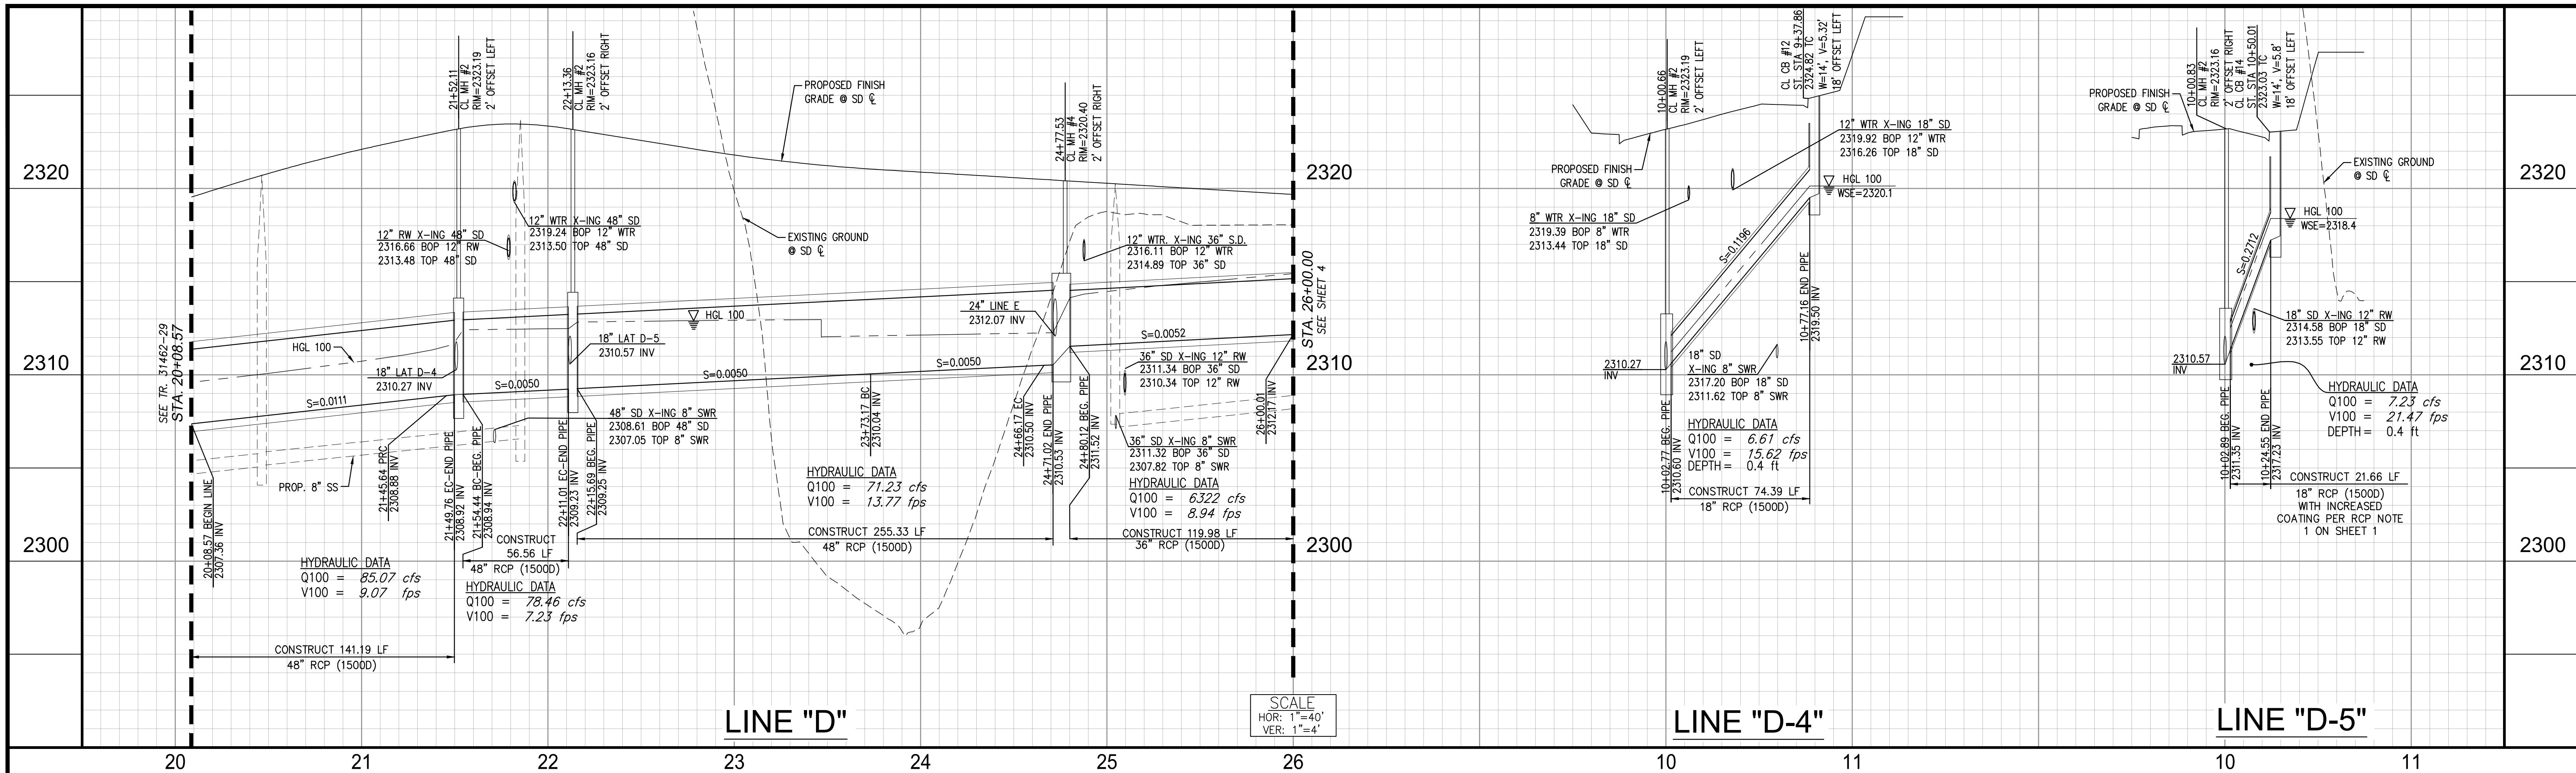 2320
2310
2300
SEE TR. 31462-29
STA. 20+08.57
21+52.11
CL MH #2
RIM=2323.19
2' OFFSET LEFT
22+13.36
CL MH #2
RIM=2323.16
2' OFFSET RIGHT
PROPOSED FINISH
GRADE @ SD ℄
24+77.53
CL MH #4
RIM=2320.40
2' OFFSET RIGHT
12" RW X-ING 48" SD
2316.66 BOP 12" RW
2313.48 TOP 48" SD
12" WTR X-ING 48" SD
2319.24 BOP 12" WTR
2313.50 TOP 48" SD
EXISTING GROUND
@ SD ℄
12" WTR. X-ING 36" S.D.
2316.11 BOP 12" WTR
2314.89 TOP 36" SD
HGL 100
18" LAT D-4
2310.27 INV
HGL 100
18" LAT D-5
2310.57 INV
24" LINE E
2312.07 INV
S=0.0111
S=0.0050
S=0.0050
S=0.0050
S=0.0052
36" SD X-ING 12" RW
2311.34 BOP 36" SD
2310.34 TOP 12" RW
48" SD X-ING 8" SWR
2308.61 BOP 48" SD
2307.05 TOP 8" SWR
36" SD X-ING 8" SWR
2311.32 BOP 36" SD
2307.82 TOP 8" SWR
PROP. 8" SS
20+08.57 BEGIN LINE
2307.36 INV
21+45.64 PRC
2308.88 INV
21+49.76 EC-END PIPE
2308.92 INV
21+54.44 BC-BEG. PIPE
2308.94 INV
22+11.01 EC-END PIPE
2309.23 INV
22+15.69 BEG. PIPE
2309.25 INV
23+73.17 BC
2310.04 INV
24+66.17 EC
2310.50 INV
24+71.02 END PIPE
2310.53 INV
24+80.12 BEG. PIPE
2311.52 INV
26+00.01
2312.17 INV
HYDRAULIC DATA
Q100 = 85.07 cfs
V100 = 9.07 fps
CONSTRUCT 141.19 LF
48" RCP (1500D)
CONSTRUCT
56.56 LF
48" RCP (1500D)
HYDRAULIC DATA
Q100 = 78.46 cfs
V100 = 7.23 fps
HYDRAULIC DATA
Q100 = 71.23 cfs
V100 = 13.77 fps
CONSTRUCT 255.33 LF
48" RCP (1500D)
HYDRAULIC DATA
Q100 = 6322 cfs
V100 = 8.94 fps
CONSTRUCT 119.98 LF
36" RCP (1500D)
STA. 26+00.00
SEE SHEET 4
2320
2310
2300
LINE "D"
SCALE
HOR: 1"=40'
VER: 1"=4'
10+00.66
CL MH #2
RIM=2323.19
2' OFFSET LEFT
CL CB #12
ST. STA 9+37.86
2324.82 TC
W=14', V=5.32'
18' OFFSET LEFT
PROPOSED FINISH
GRADE @ SD ℄
12" WTR X-ING 18" SD
2319.92 BOP 12" WTR
2316.26 TOP 18" SD
HGL 100
WSE=2320.1
8" WTR X-ING 18" SD
2319.39 BOP 8" WTR
2313.44 TOP 18" SD
S=0.1196
2310.27
INV
18" SD
X-ING 8" SWR
2317.20 BOP 18" SD
2311.62 TOP 8" SWR
10+77.16 END PIPE
2319.50 INV
10+02.77 BEG. PIPE
2310.60 INV
HYDRAULIC DATA
Q100 = 6.61 cfs
V100 = 15.62 fps
DEPTH = 0.4 ft
CONSTRUCT 74.39 LF
18" RCP (1500D)
LINE "D-4"
10+00.83
CL MH #2
RIM=2323.16
2' OFFSET RIGHT
CL CB #14
ST. STA 10+50.01
2323.03 TC
W=14', V=5.8'
18' OFFSET LEFT
PROPOSED FINISH
GRADE @ SD ℄
EXISTING GROUND
@ SD ℄
HGL 100
WSE=2318.4
S=0.2712
18" SD X-ING 12" RW
2314.58 BOP 18" SD
2313.55 TOP 12" RW
2310.57
INV
10+02.89 BEG. PIPE
2311.35 INV
10+24.55 END PIPE
2317.23 INV
HYDRAULIC DATA
Q100 = 7.23 cfs
V100 = 21.47 fps
DEPTH = 0.4 ft
CONSTRUCT 21.66 LF
18" RCP (1500D)
WITH INCREASED
COATING PER RCP NOTE
1 ON SHEET 1
LINE "D-5"
2320
2310
2300
20 21 22 23 24 25 26 10 11 10 11